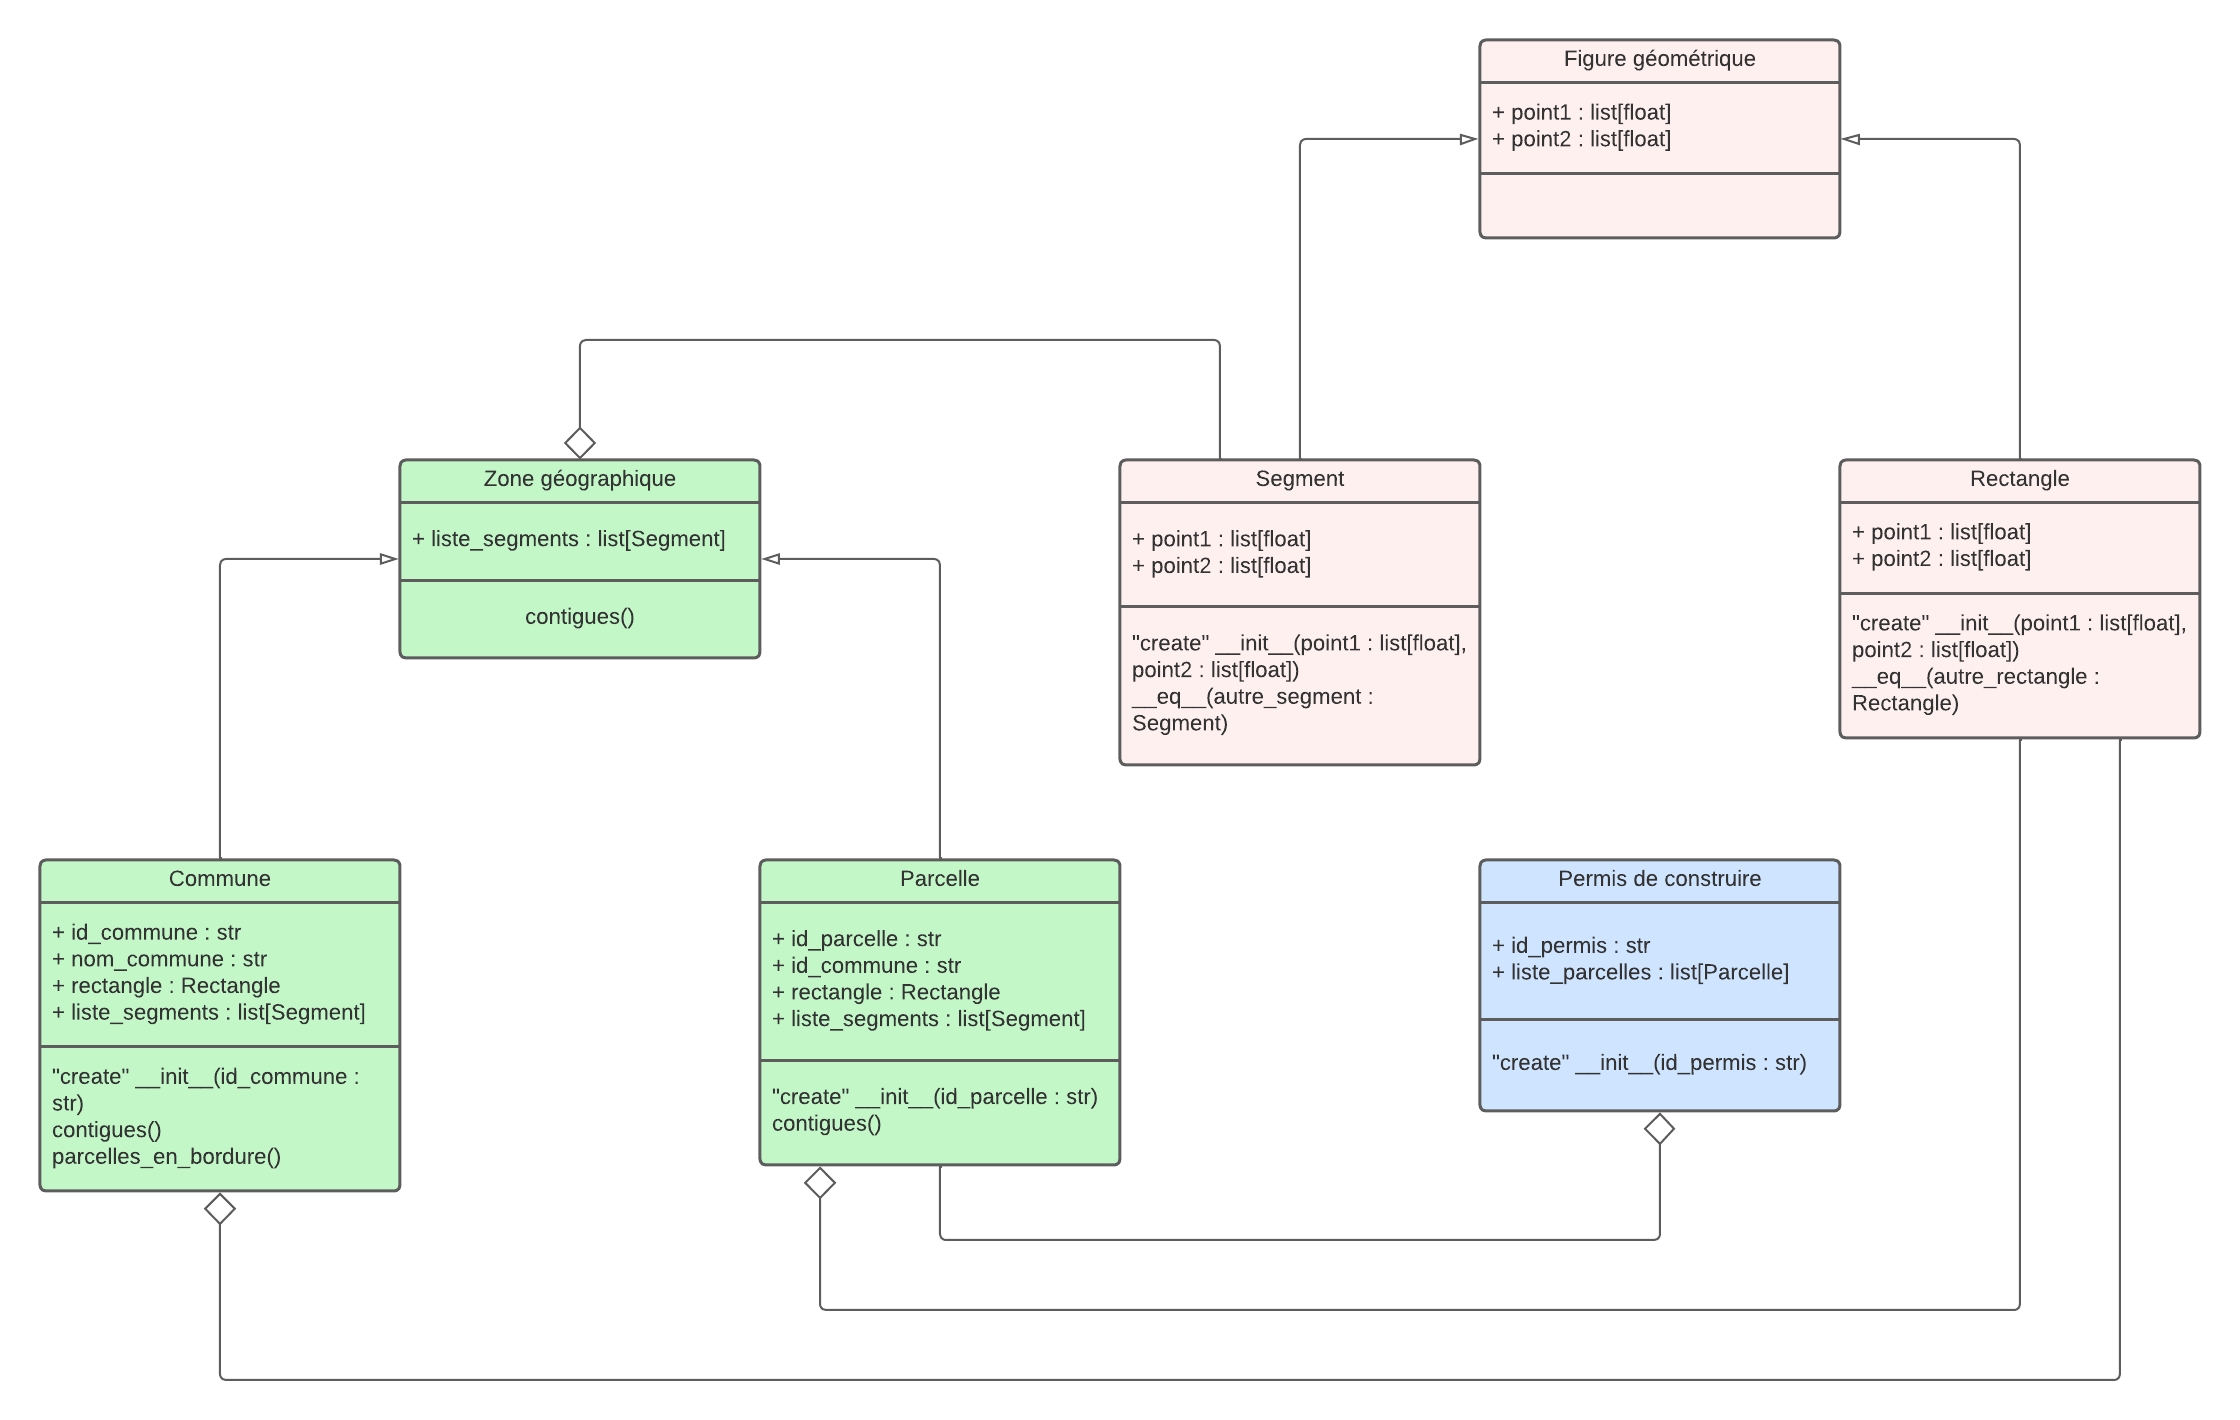 Figure géométrique
+ point1 : list[float]
+ point2 : list[float]
Zone géographique
+ liste_segments : list[Segment]
contigues()
Segment
+ point1 : list[float]
+ point2 : list[float]
"create" __init__(point1 : list[float],
point2 : list[float])
__eq__(autre_segment :
Segment)
Rectangle
+ point1 : list[float]
+ point2 : list[float]
"create" __init__(point1 : list[float],
point2 : list[float])
__eq__(autre_rectangle :
Rectangle)
Commune
+ id_commune : str
+ nom_commune : str
+ rectangle : Rectangle
+ liste_segments : list[Segment]
"create" __init__(id_commune :
str)
contigues()
parcelles_en_bordure()
Parcelle
+ id_parcelle : str
+ id_commune : str
+ rectangle : Rectangle
+ liste_segments : list[Segment]
"create" __init__(id_parcelle : str)
contigues()
Permis de construire
+ id_permis : str
+ liste_parcelles : list[Parcelle]
"create" __init__(id_permis : str)